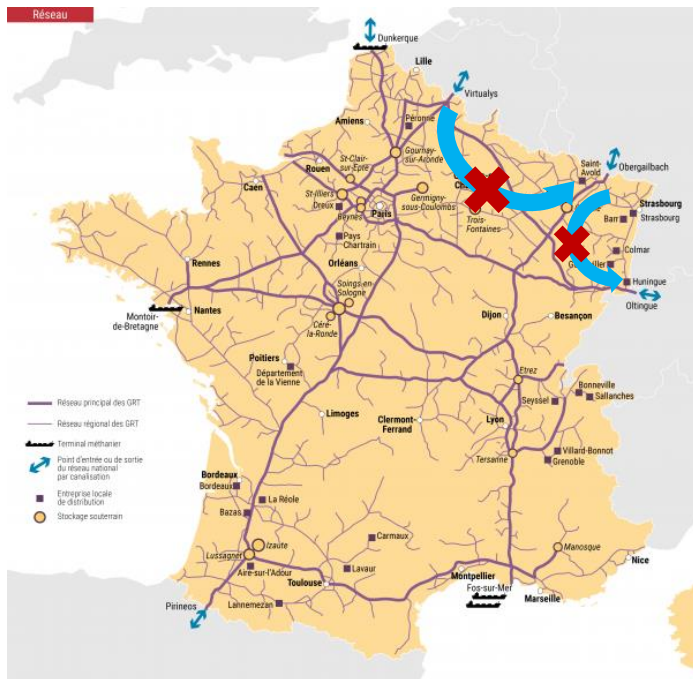 Réseau
Dunkerque
Lille
Virtualys
Péronne
Amiens
Gournay-
sur-Aronde
St-Clair-
sur-Epte
Rouen
Caen
St-Illiers
Dreux
Beynes
Paris
Germigny-
sous-Coulombs
Trois-
Fontaines
Saint-
Avold
Obergailbach
Strasbourg
Strasbourg
Barr
Colmar
Huningue
Oltingue
Pays
Chartrain
Rennes
Orléans
Soings-en-
Sologne
Montoir-
de-Bretagne
Nantes
Céré-
la-Ronde
Dijon
Besançon
Poitiers
Département
de la Vienne
Etrez
Bonneville
Seyssel
Sallanches
Réseau principal des GRT
Réseau régional des GRT
Terminal méthanier
Point d'entrée ou de sortie
du réseau national
par canalisation
Entreprise locale
de distribution
Stockage souterrain
Limoges
Clermont-
Ferrand
Lyon
Tersanne
Villard-Bonnot
Grenoble
Bordeaux
Bordeaux
La Réole
Bazas
Izaute
Lussagnet
Carmaux
Manosque
Aire-sur-l'Adour
Lavaur
Toulouse
Montpellier
Nice
Fos-sur-Mer
Marseille
Pirineos
Lannemezan